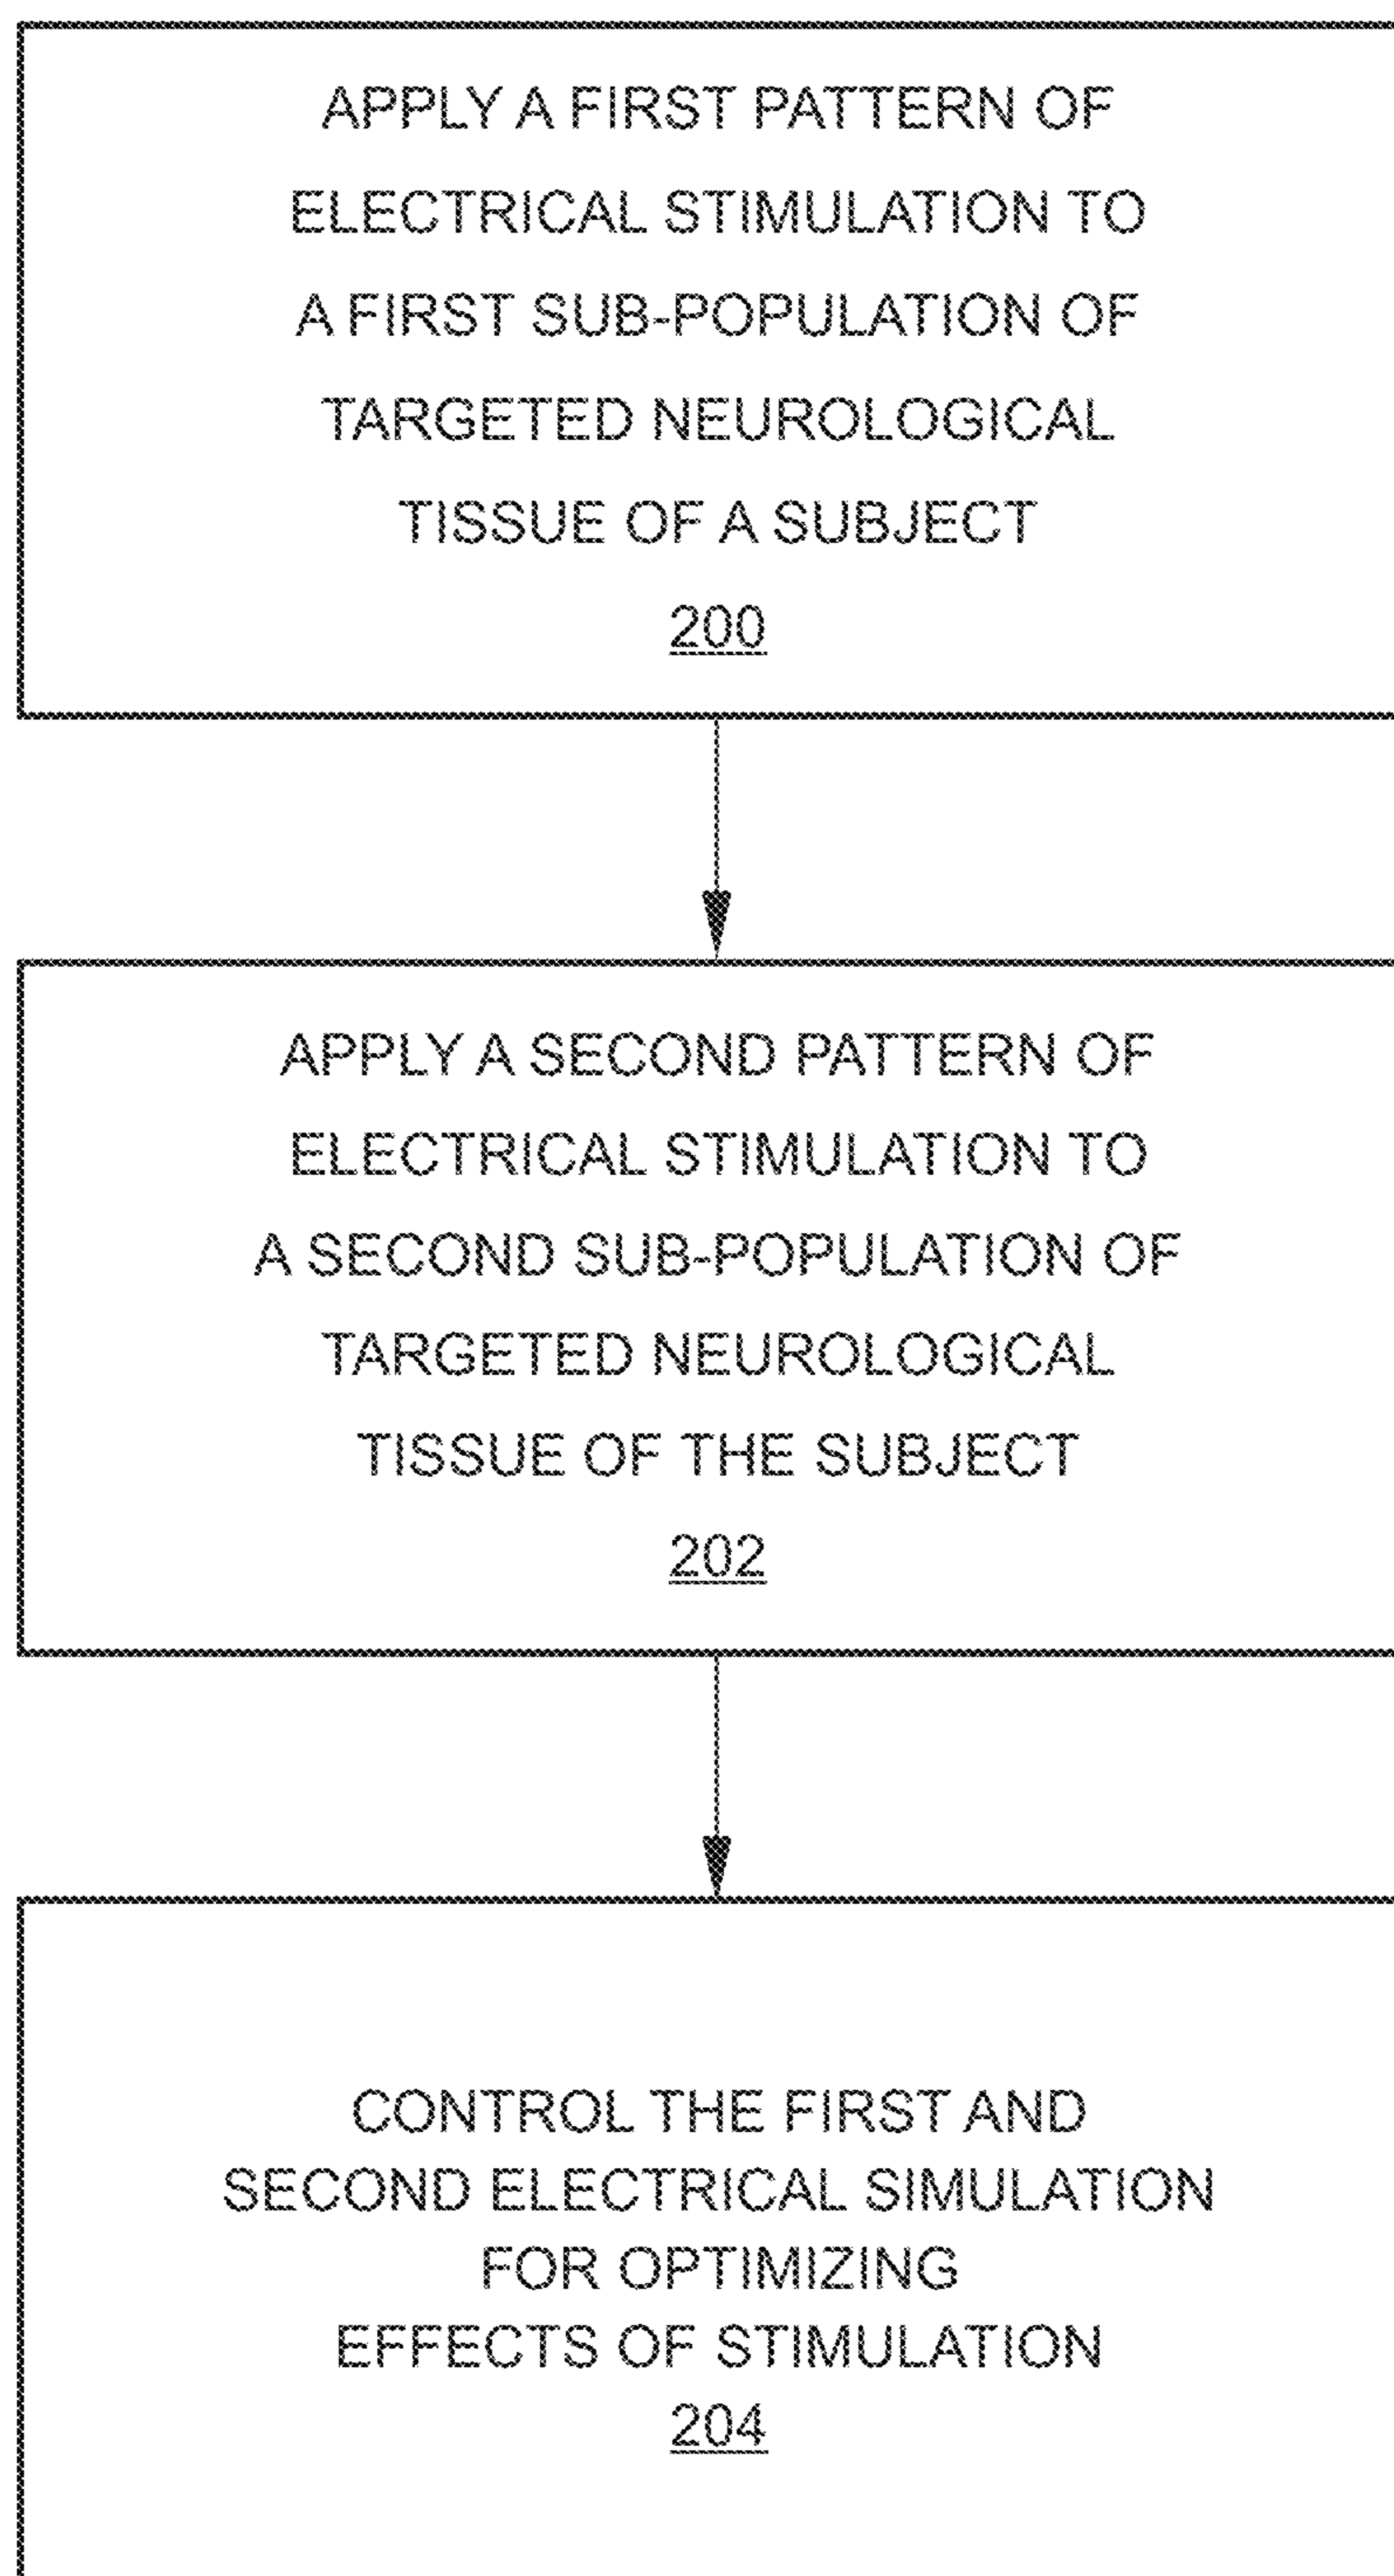 APPLY A FIRST PATTERN OF
ELECTRICAL STIMULATION TO
A FIRST SUB-POPULATION OF
TARGETED NEUROLOGICAL
TISSUE OF A SUBJECT
200
APPLY A SECOND PATTERN OF
ELECTRICAL STIMULATION TO
A SECOND SUB-POPULATION OF
TARGETED NEUROLOGICAL
TISSUE OF THE SUBJECT
202
CONTROL THE FIRST AND
SECOND ELECTRICAL SIMULATION
FOR OPTIMIZING
EFFECTS OF STIMULATION
204